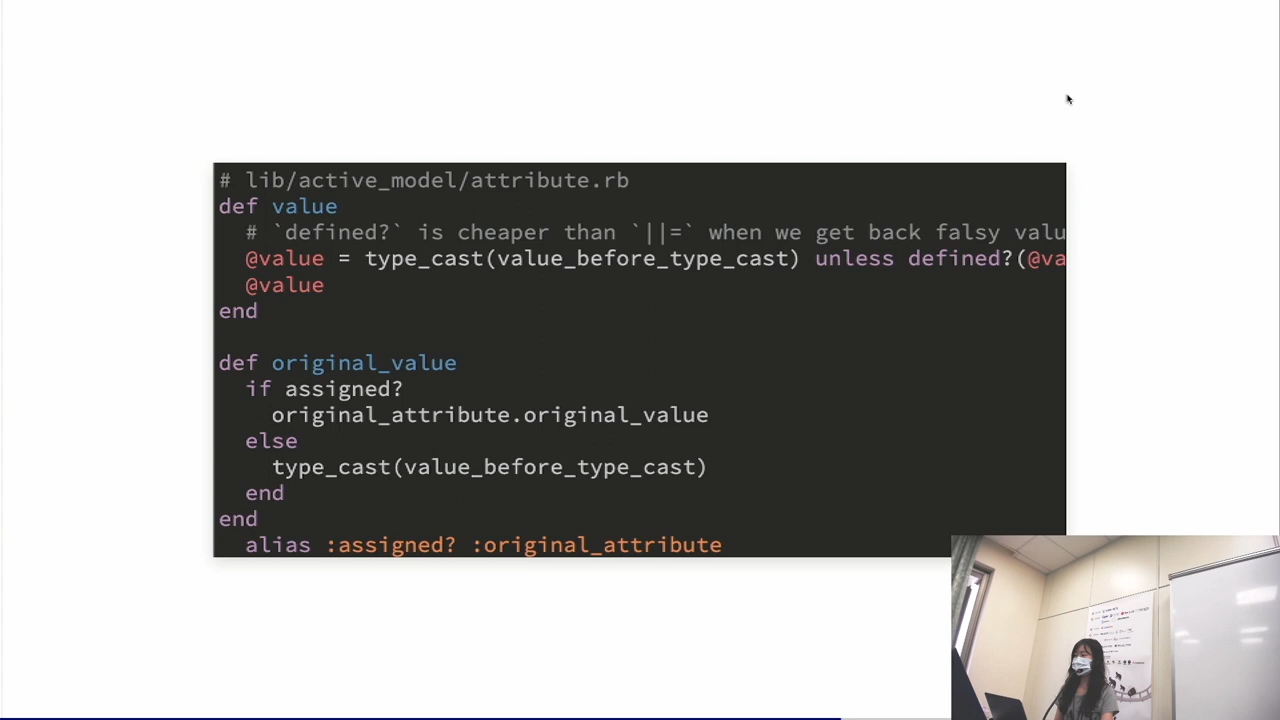 # lib/active_model/attribute.rb
def value
# `defined?` is cheaper than `||=` when we get back falsy valu
@value = type_cast(value_before_type_cast) unless defined?(@va
@value
end
def original_value
if assigned?
original_attribute.original_value
else
type_cast(value_before_type_cast)
end
end
alias :assigned? :original_attribute